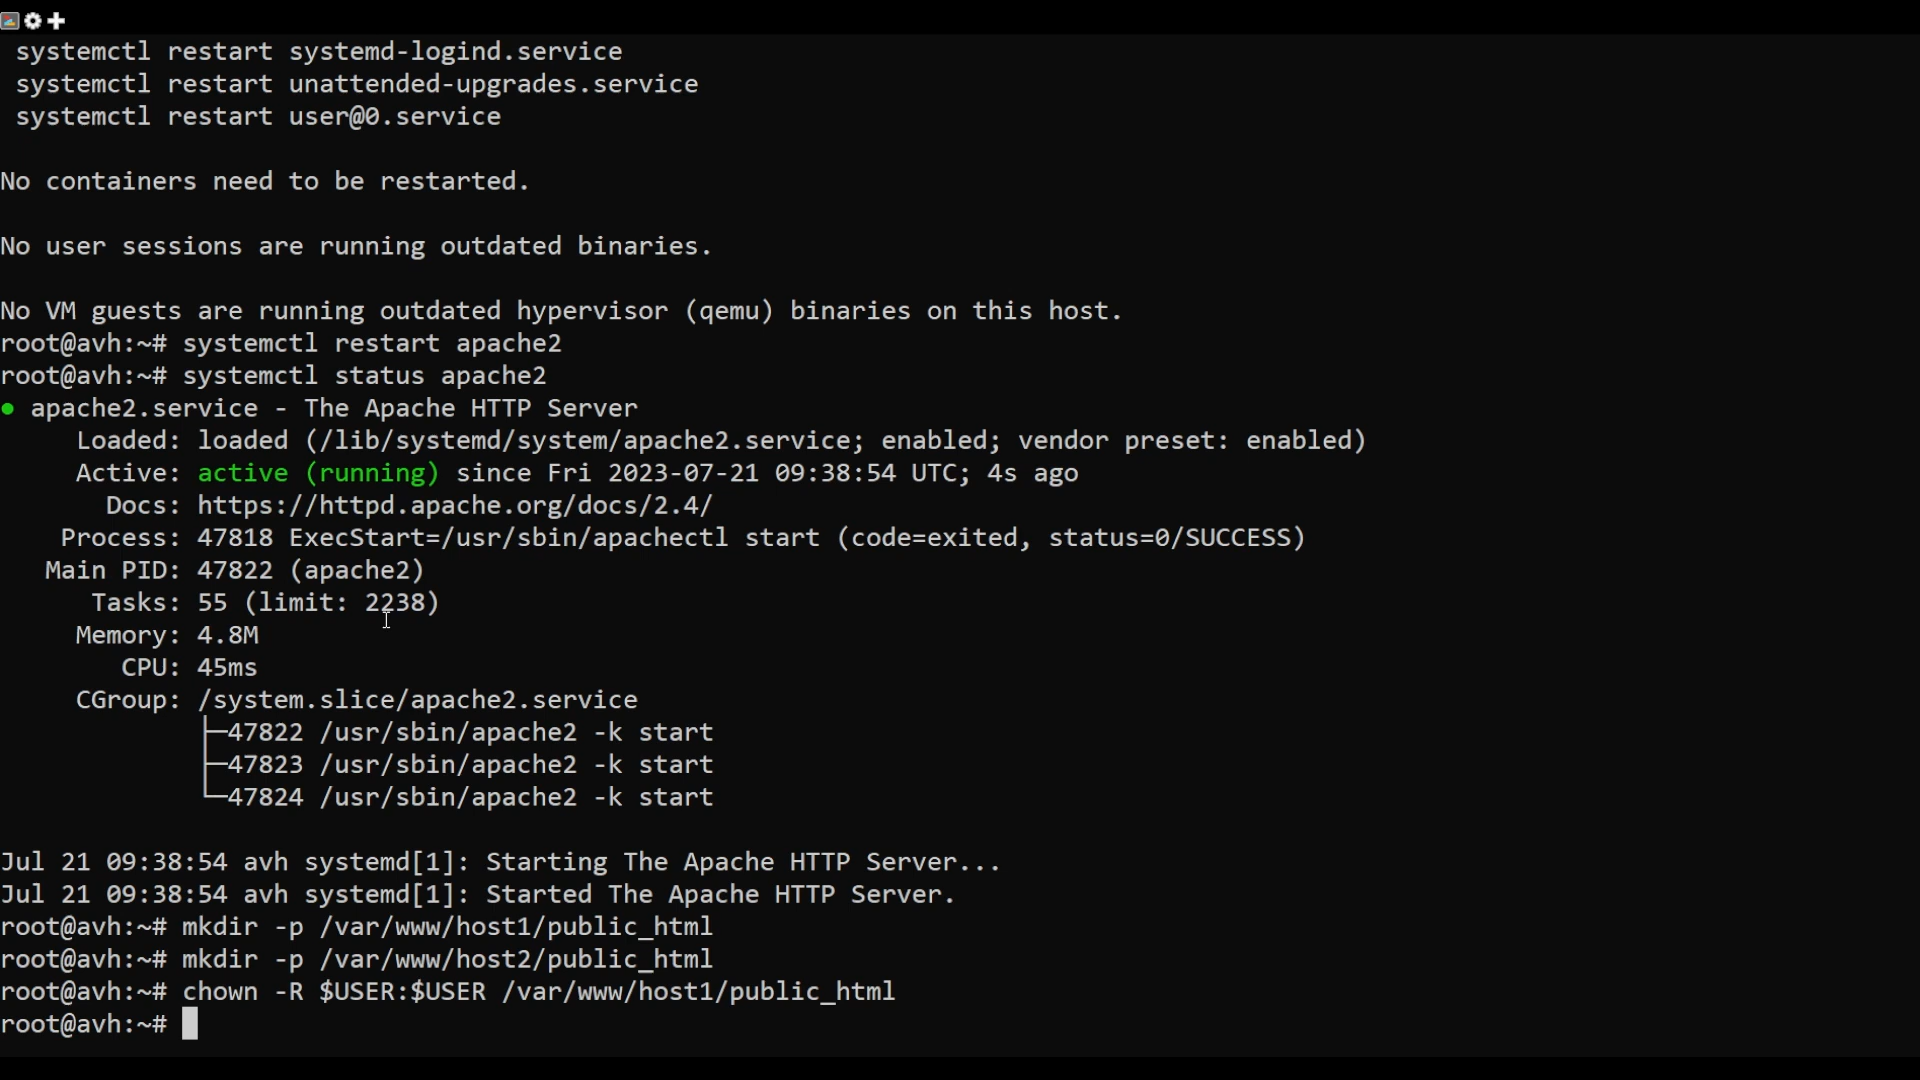 systemctl restart systemd-logind.service
systemctl restart unattended-upgrades.service
systemctl restart user@0.service
No containers need to be restarted.
No user sessions are running outdated binaries.
No VM guests are running outdated hypervisor (qemu) binaries on this host.
root@avh:~# systemctl restart apache2
root@avh:~# systemctl status apache2
● apache2.service - The Apache HTTP Server
Loaded: loaded (/lib/systemd/system/apache2.service; enabled; vendor preset: enabled)
Active: active (running) since Fri 2023-07-21 09:38:54 UTC; 4s ago
Docs: https://httpd.apache.org/docs/2.4/
Process: 47818 ExecStart=/usr/sbin/apachectl start (code=exited, status=0/SUCCESS)
Main PID: 47822 (apache2)
Tasks: 55 (limit: 2238)
Memory: 4.8M
CPU: 45ms
CGroup: /system.slice/apache2.service
├─47822 /usr/sbin/apache2 -k start
├─47823 /usr/sbin/apache2 -k start
└─47824 /usr/sbin/apache2 -k start
Jul 21 09:38:54 avh systemd[1]: Starting The Apache HTTP Server...
Jul 21 09:38:54 avh systemd[1]: Started The Apache HTTP Server.
root@avh:~# mkdir -p /var/www/host1/public_html
root@avh:~# mkdir -p /var/www/host2/public_html
root@avh:~# chown -R $USER:$USER /var/www/host1/public_html
root@avh:~#